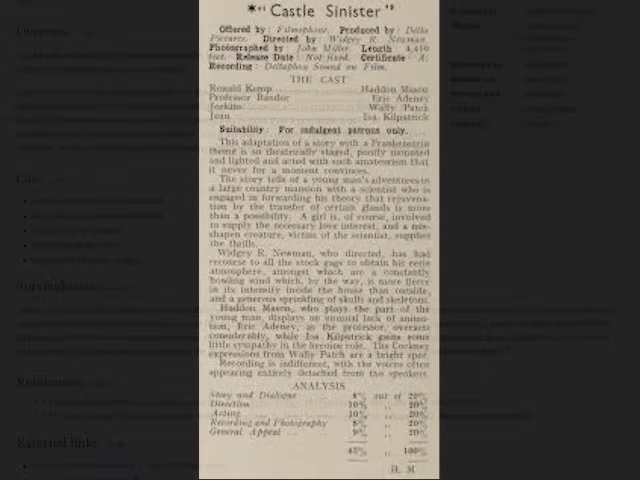 *"Castle Sinister"
Offered by: Filmophone. Produced by: Delta
Pictures. Directed by: Widgey R. Newman.
Photographed by: John Miller. Length: 4,410
feet. Release Date: Not fixed. Certificate: A.
Recording: Deltaphon Sound on Film.
THE CAST
Ronald Kemp Haddon Mason
Professor Bandor Eric Adeney
Jorkins Wally Patch
Jean Isa Kilpatrick
Suitability: For indulgent patrons only.
This adaptation of a story with a Frankenstein
theme is so theatrically staged, poorly mounted
and lighted and acted with such amateurism that
it never for a moment convinces.
The story tells of a young man's adventures in
a large country mansion with a scientist who is
engaged in forwarding his theory that rejuvena-
tion by the transfer of certain glands is more
than a possibility. A girl is, of course, involved
to supply the necessary love interest, and a mis-
shapen creature, victim of the scientist, supplies
the thrills.
Widgey R. Newman, who directed, has had
recourse to all the stock gags to obtain his eerie
atmosphere, amongst which are a constantly
howling wind which, by the way, is more fierce
in its intensity inside the house than outside,
and a generous sprinkling of skulls and skeletons.
Haddon Mason, who plays the part of the
young man, displays an unusual lack of anima-
tion, Eric Adeney, as the professor, overacts
considerably, while Isa Kilpatrick gains some
little sympathy in the heroine role. The Cockney
expressions from Wally Patch are a bright spot.
Recording is indifferent, with the voices often
appearing entirely detached from the speakers.
ANALYSIS
Story and Dialogue 8% out of 20%
Direction 10% ,, 20%
Acting 10% ,, 20%
Recording and Photography 8% ,, 20%
General Appeal 9% ,, 20%
45% ,, 100%
H. M.
External links